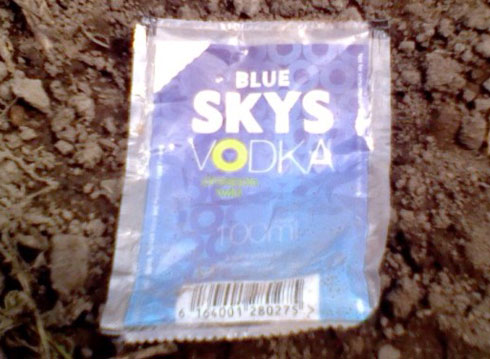 BLUE
SKYS
VODKA
100ml
6 164001 280275 >